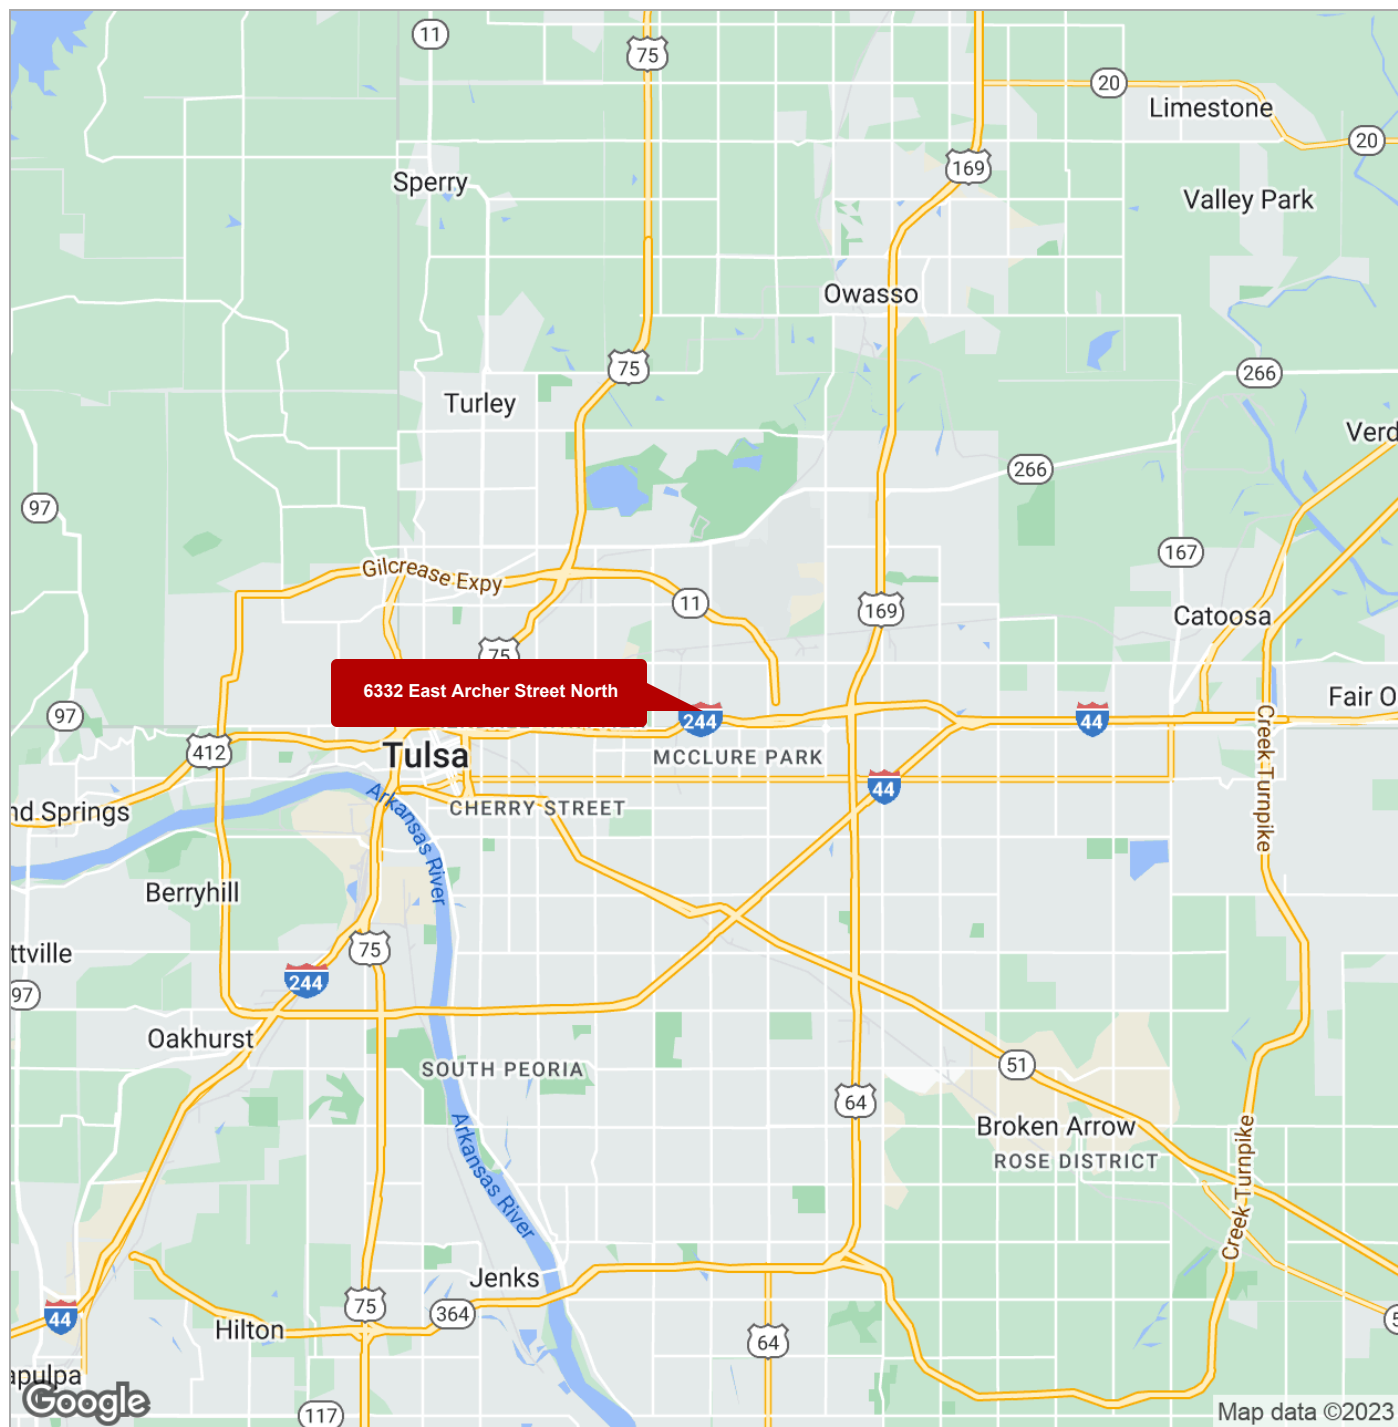 11
75
20
Limestone
20
169
Sperry
Valley Park
Owasso
75
266
Turley
Verd
266
97
167
Gilcrease Expy
11
169
Catoosa
75
6332 East Archer Street North
Fair O
97
244
44
412
Tulsa
MCCLURE PARK
Creek Turnpike
44
nd Springs
CHERRY STREET
Arkansas River
Berryhill
75
ttville
244
97
Oakhurst
51
SOUTH PEORIA
64
Broken Arrow
ROSE DISTRICT
Arkansas River
Creek Turnpike
Jenks
75
364
44
5
Hilton
64
apulpa
Google
117
Map data ©2023